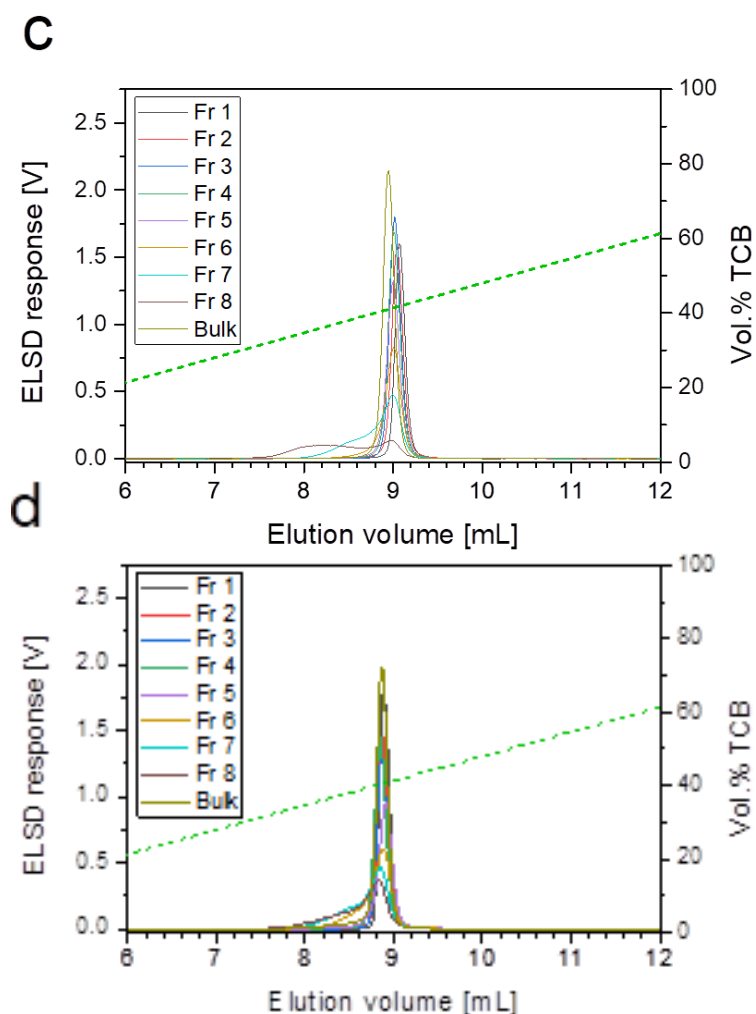 c
ELSD response [V]
2.5
2.0
1.5
1.0
0.5
0.0
Fr 1
Fr 2
Fr 3
Fr 4
Fr 5
Fr 6
Fr 7
Fr 8
Bulk
100
80
60
40
20
0
Vol.% TCB
6 7 8 9 10 11 12
Elution volume [mL]
d
ELSD response [V]
2.5
2.0
1.5
1.0
0.5
0.0
Fr 1
Fr 2
Fr 3
Fr 4
Fr 5
Fr 6
Fr 7
Fr 8
Bulk
100
80
60
40
20
0
Vol.% TCB
6 7 8 9 10 11 12
Elution volume [mL]